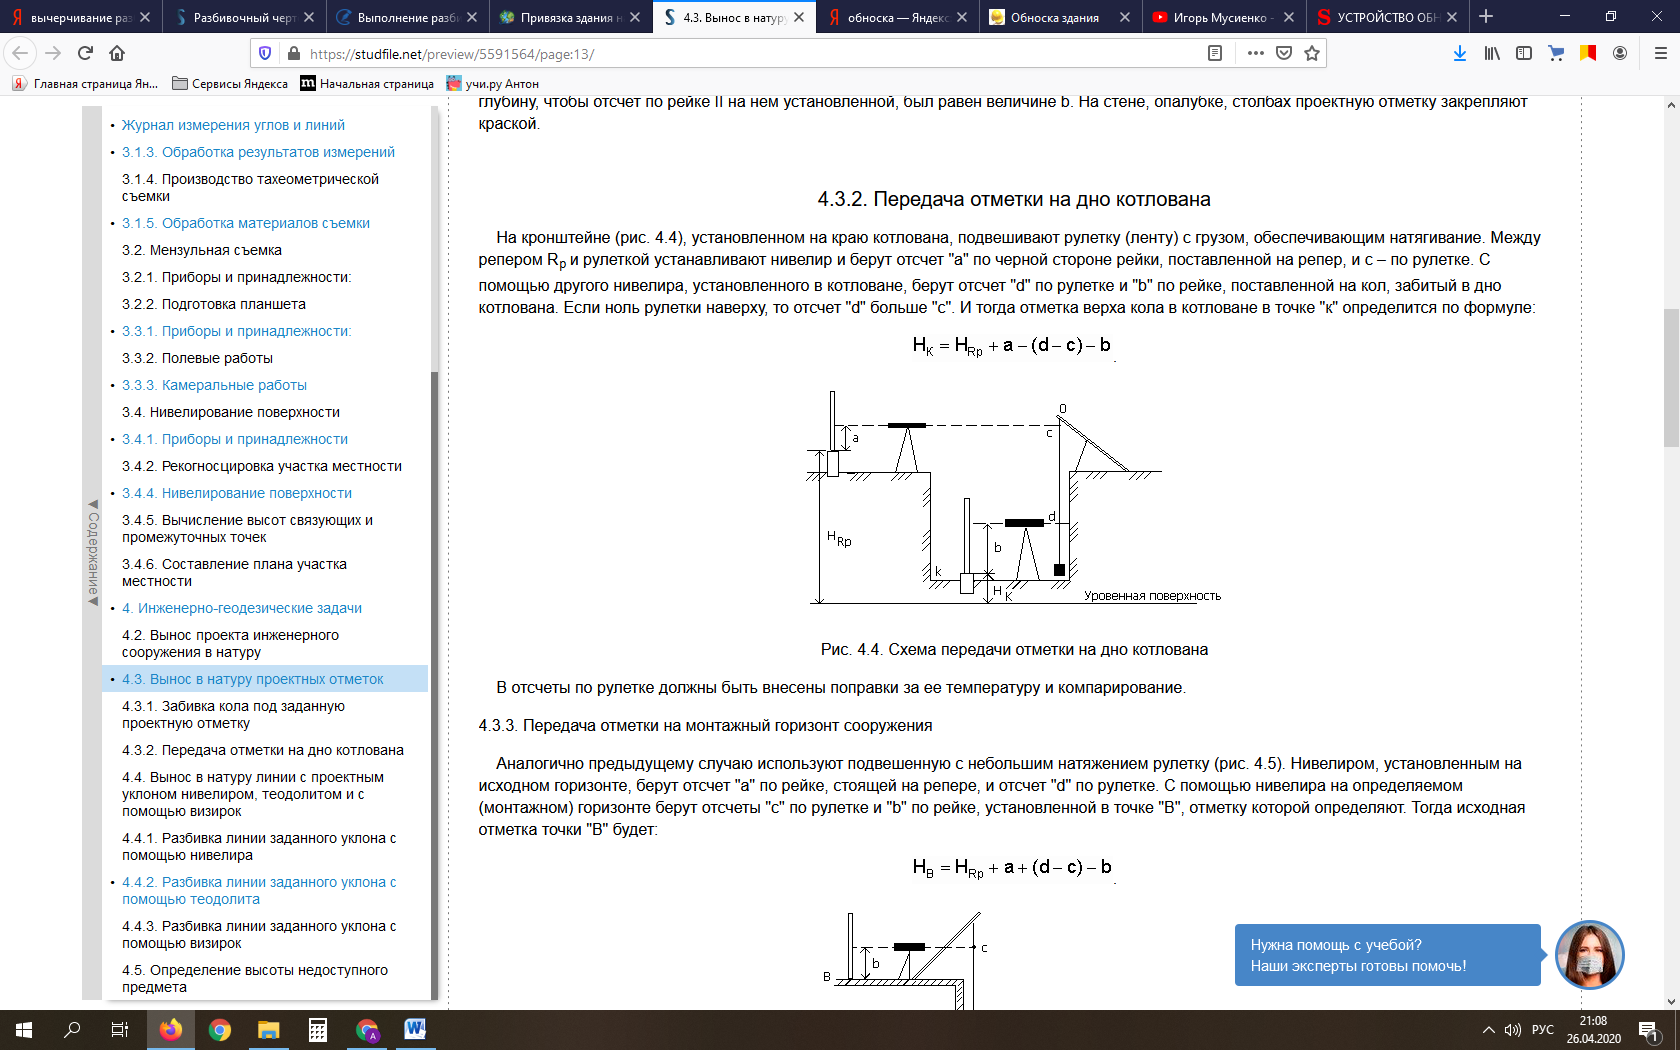 вычерчивание раз
Разбивочный черт
Выполнение разби
Привязка здания н
4.3. Вынос в натуру
обноска — Яндекс
Обноска здания
Игорь Мусиенко -
УСТРОЙСТВО ОБН
https://studfile.net/preview/5591564/page:13/
Главная страница Ян...
Сервисы Яндекса
Начальная страница
учи.ру Антон
Содержание
Журнал измерения углов и линий
3.1.3. Обработка результатов измерений
3.1.4. Производство тахеометрической
съемки
3.1.5. Обработка материалов съемки
3.2. Мензульная съемка
3.2.1. Приборы и принадлежности:
3.2.2. Подготовка планшета
3.3.1. Приборы и принадлежности:
3.3.2. Полевые работы
3.3.3. Камеральные работы
3.4. Нивелирование поверхности
3.4.1. Приборы и принадлежности
3.4.2. Рекогносцировка участка местности
3.4.4. Нивелирование поверхности
3.4.5. Вычисление высот связующих и
промежуточных точек
3.4.6. Составление плана участка
местности
4. Инженерно-геодезические задачи
4.2. Вынос проекта инженерного
сооружения в натуру
4.3. Вынос в натуру проектных отметок
4.3.1. Забивка кола под заданную
проектную отметку
4.3.2. Передача отметки на дно котлована
4.4. Вынос в натуру линии с проектным
уклоном нивелиром, теодолитом и с
помощью визирок
4.4.1. Разбивка линии заданного уклона с
помощью нивелира
4.4.2. Разбивка линии заданного уклона с
помощью теодолита
4.4.3. Разбивка линии заданного уклона с
помощью визирок
4.5. Определение высоты недоступного
предмета
глубину, чтобы отсчет по рейке II на нем установленной, был равен величине b. На стене, опалубке, столбах проектную отметку закрепляют
краской.
4.3.2. Передача отметки на дно котлована
На кронштейне (рис. 4.4), установленном на краю котлована, подвешивают рулетку (ленту) с грузом, обеспечивающим натягивание. Между
репером Rp и рулеткой устанавливают нивелир и берут отсчет "a" по черной стороне рейки, поставленной на репер, и с – по рулетке. С
помощью другого нивелира, установленного в котловане, берут отсчет "d" по рулетке и "b" по рейке, поставленной на кол, забитый в дно
котлована. Если ноль рулетки наверху, то отсчет "d" больше "с". И тогда отметка верха кола в котловане в точке "к" определится по формуле:
HK = HRp + a – (d – c) – b .
O
a
c
d
HRp
b
k
HK
Уровенная поверхность
Рис. 4.4. Схема передачи отметки на дно котлована
В отсчеты по рулетке должны быть внесены поправки за ее температуру и компарирование.
4.3.3. Передача отметки на монтажный горизонт сооружения
Аналогично предыдущему случаю используют подвешенную с небольшим натяжением рулетку (рис. 4.5). Нивелиром, установленным на
исходном горизонте, берут отсчет "a" по рейке, стоящей на репере, и отсчет "d" по рулетке. С помощью нивелира на определяемом
(монтажном) горизонте берут отсчеты "с" по рулетке и "b" по рейке, установленной в точке "В", отметку которой определяют. Тогда исходная
отметка точки "В" будет:
HB = HRp + a + (d – c) – b .
c
b
B
Нужна помощь с учебой?
Наши эксперты готовы помочь!
РУС
21:08
26.04.2020
1